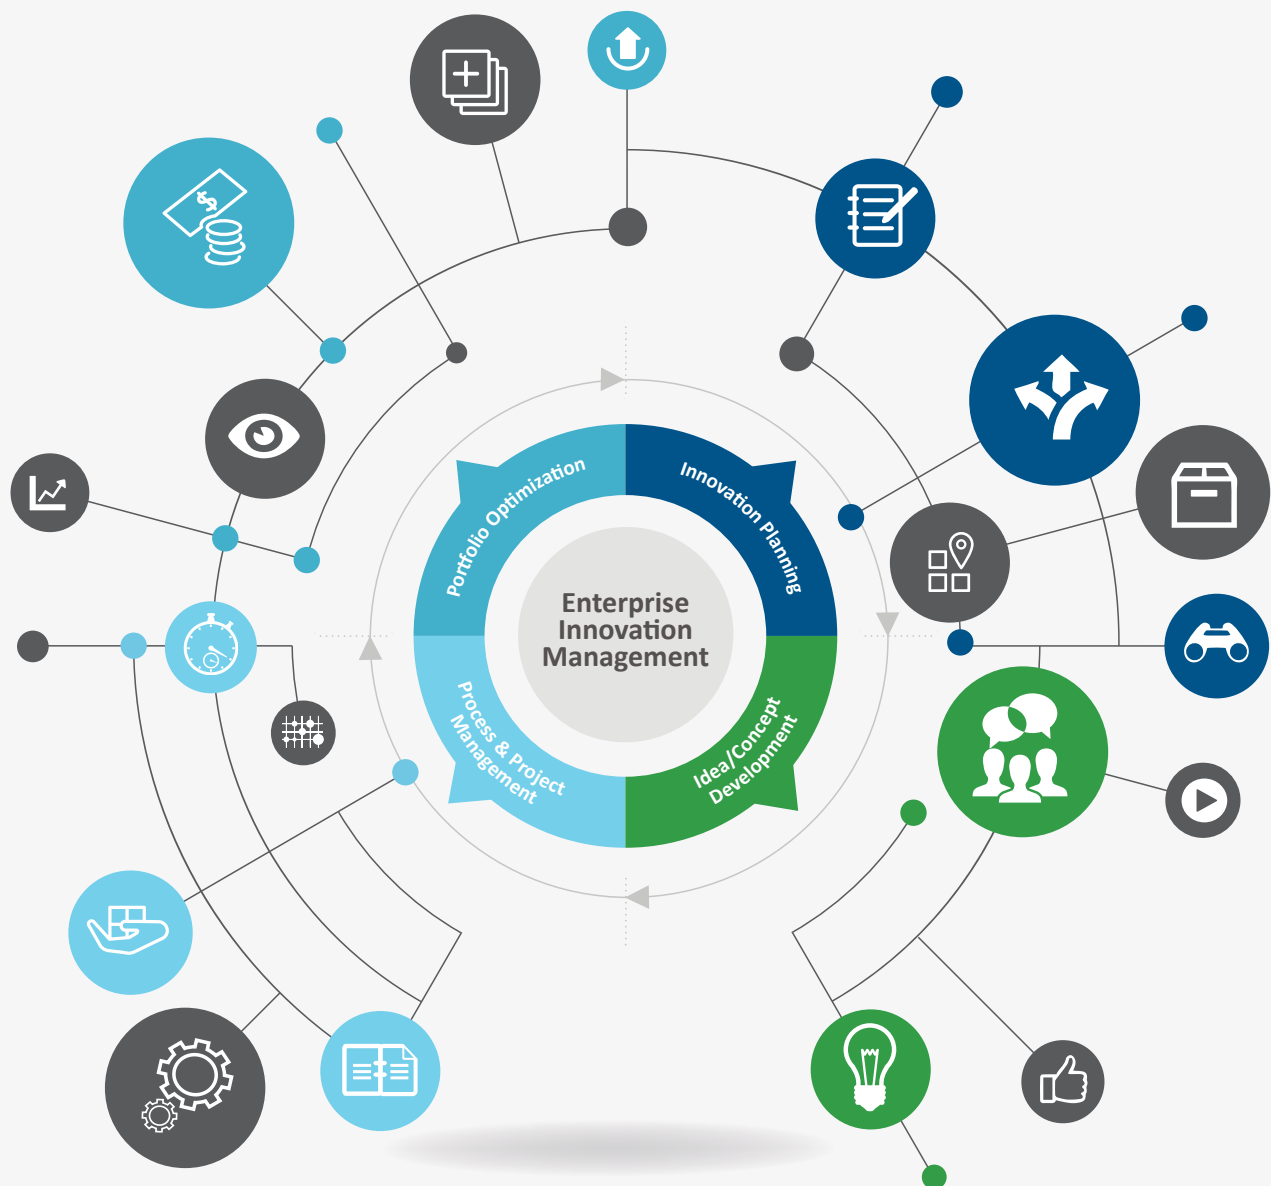 Portfolio Optimization
Innovation Planning
Enterprise
Innovation
Management
Process & Project
Management
Idea/Concept
Development
$